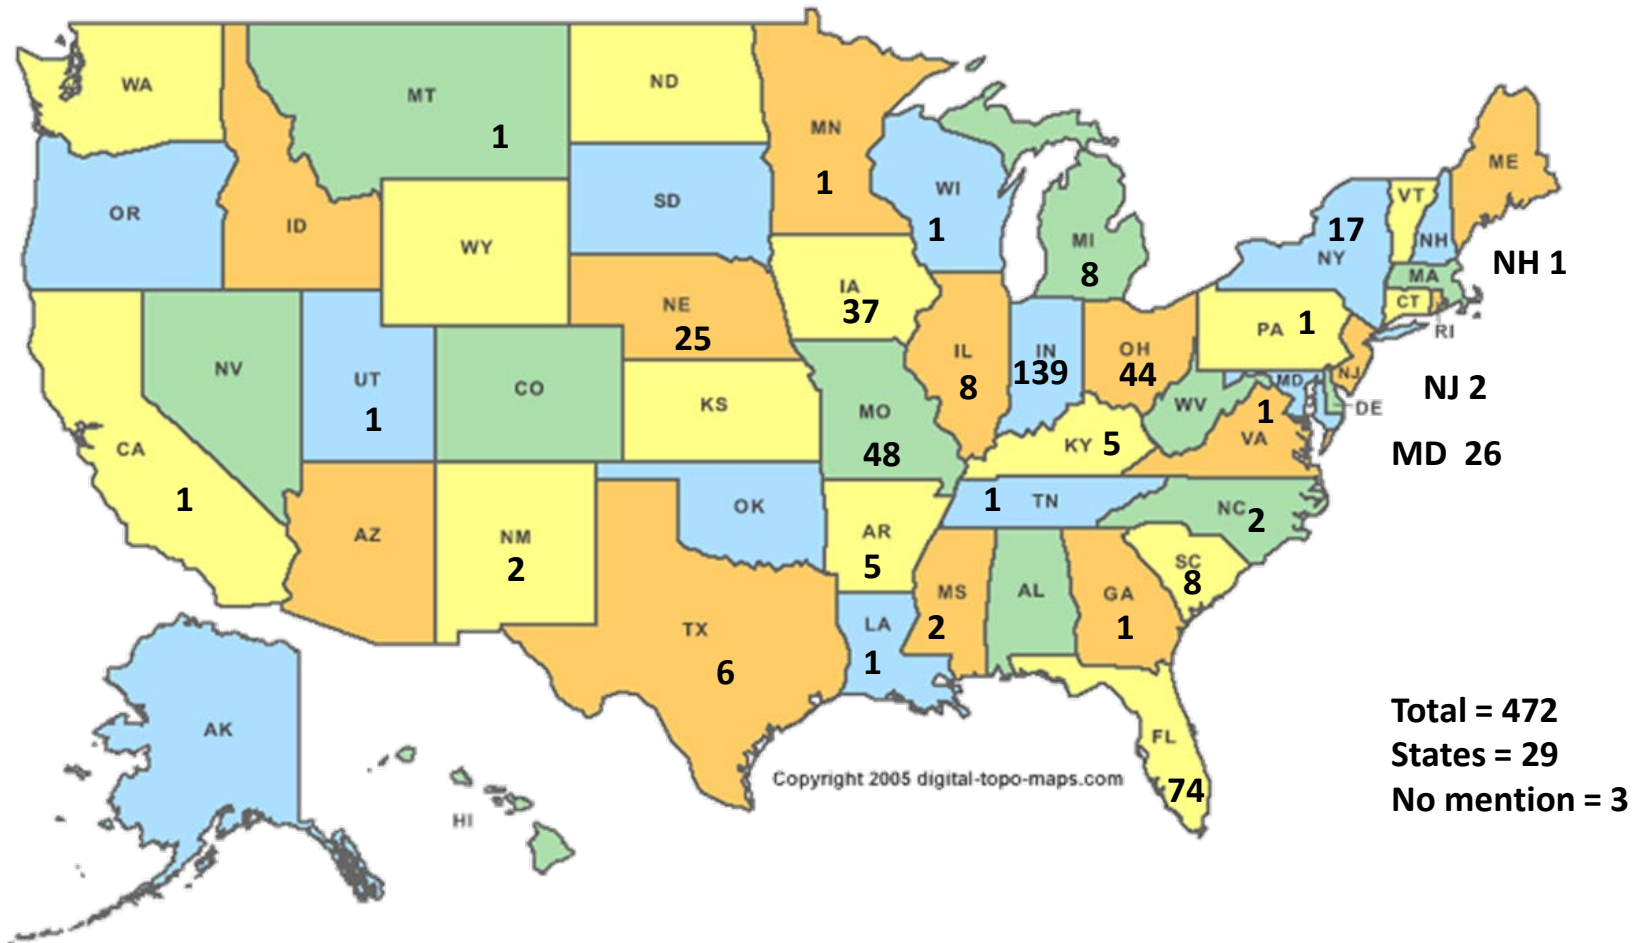 WA
MT
1
ND
MN
1
OR
ID
WY
SD
WI
1
MI
8
ME
VT
NH
17
NY
MA
CT
RI
NH 1
NE
25
IA
37
IL
8
IN
139
OH
44
PA 1
NJ
NJ 2
NV
UT
1
CO
KS
MO
48
KY 5
WV
1
VA
MD
DE
MD 26
CA
1
AZ
NM
2
OK
AR
5
1 TN
NC
2
SC
8
TX
6
LA
1
MS
2
AL
GA
1
FL
74
AK
HI
Copyright 2005 digital-topo-maps.com
Total = 472
States = 29
No mention = 3